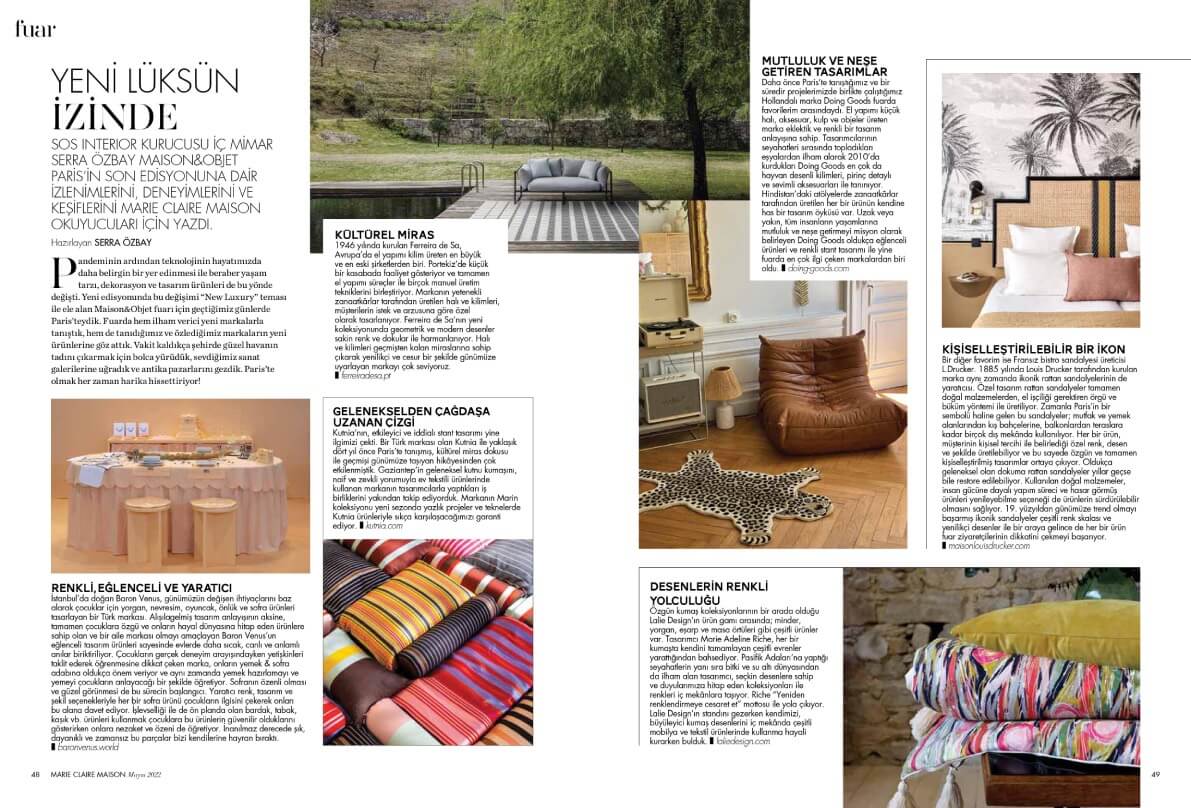 fuar
YENİ LÜKSÜN
İZİNDE
SOS INTERIOR KURUCUSU İÇ MİMAR
SERRA ÖZBAY MAISON&OBJET
PARİS'İN SON EDİSYONUNA DAİR
İZLENİMLERİNİ, DENEYİMLERİNİ VE
KEŞİFLERİNİ MARIE CLAIRE MAISON
OKUYUCULARI İÇİN YAZDI.
Hazırlayan SERRA ÖZBAY
Pandeminin ardından teknolojinin hayatımızda
daha belirgin bir yer edinmesi ile beraber yaşam
tarzı, dekorasyon ve tasarım ürünleri de bu yönde
değişti. Yeni edisyonunda bu değişimi “New Luxury” teması
ile ele alan Maison&Objet fuarı için geçtiğimiz günlerde
Paris'teydik. Fuarda hem ilham verici yeni markalarla
tanıştık, hem de tanıdığımız ve özlediğimiz markaların yeni
ürünlerine göz attık. Vakit kaldıkça şehirde güzel havanın
tadını çıkarmak için bolca yürüdük, sevdiğimiz sanat
galerilerine uğradık ve antika pazarlarını gezdik. Paris'te
olmak her zaman harika hissettiriyor!
RENKLİ, EĞLENCELİ VE YARATICI
İstanbul'da doğan Baron Venus, günümüzün değişen ihtiyaçlarını baz
alarak çocuklar için yorgan, nevresim, oyuncak, önlük ve sofra ürünleri
tasarlayan bir Türk markası. Alışılagelmiş tasarım anlayışının aksine,
tamamen çocuklara özgü ve onların hayal dünyasına hitap eden ürünlere
sahip olan ve bir aile markası olmayı amaçlayan Baron Venus'un
eğlenceli tasarım ürünleri sayesinde evlerde daha sıcak, canlı ve anlamlı
anılar biriktiriliyor. Çocukların gerçek deneyim arayışındayken yetişkinleri
taklit ederek öğrenmesine dikkat çeken marka, onların yemek & sofra
adabına oldukça önem veriyor ve aynı zamanda yemek hazırlamayı ve
yemeyi çocukların anlayacağı bir şekilde öğretiyor. Sofranın özenli olması
ve güzel görünmesi de bu sürecin başlangıcı. Yaratıcı renk, tasarım ve
şekil seçenekleriyle her bir sofra ürünü çocukların ilgisini çekerek onları
bu alana davet ediyor. İşlevselliği ile de ön planda olan bardak, tabak,
kaşık vb. ürünleri kullanmak çocuklara bu ürünlerin güvenilir olduklarını
gösterirken onlara nezaket ve özeni de öğretiyor. İnanılmaz derecede şık,
dayanıklı ve zamansız bu parçalar bizi kendilerine hayran bıraktı.
baronvenus.world
KÜLTÜREL MİRAS
1946 yılında kurulan Ferreira de Sa,
Avrupa'da el yapımı kilim üreten en büyük
ve en eski şirketlerden biri. Portekiz'de küçük
bir kasabada faaliyet gösteriyor ve tamamen
el yapımı süreçler ile birçok manuel üretim
tekniklerini birleştiriyor. Markanın yetenekli
zanaatkârlar tarafından üretilen halı ve kilimleri,
müşterilerin istek ve arzusuna göre özel
olarak tasarlanıyor. Ferreira de Sa'nın yeni
koleksiyonunda geometrik ve modern desenler
sakin renk ve dokular ile harmanlanıyor. Halı
ve kilimleri geçmişten kalan miraslarına sahip
çıkarak yenilikçi ve cesur bir şekilde günümüze
uyarlayan markayı çok seviyoruz.
ferreiradesa.pt
GELENEKSELDEN ÇAĞDAŞA
UZANAN ÇİZGİ
Kutnia'nın, etkileyici ve iddialı stant tasarımı yine
ilgimizi çekti. Bir Türk markası olan Kutnia ile yaklaşık
dört yıl önce Paris'te tanışmış, kültürel miras dokusu
ile geçmişi günümüze taşıyan hikâyesinden çok
etkilenmiştik. Gaziantep'in geleneksel kutnu kumaşını,
naif ve zevkli yorumuyla ev tekstili ürünlerinde
kullanan markanın tasarımcılarla yaptıkları iş
birliklerini yakından takip ediyorduk. Markanın Marin
koleksiyonu yeni sezonda yazlık projeler ve teknelerde
Kutnia ürünleriyle sıkça karşılaşacağımızı garanti
ediyor. kutnia.com
MUTLULUK VE NEŞE
GETİREN TASARIMLAR
Daha önce Paris'te tanıştığımız ve bir
süredir projelerimizde birlikte çalıştığımız
Hollandalı marka Doing Goods fuarda
favorilerim arasındaydı. El yapımı küçük
halı, aksesuar, kulp ve objeler üreten
marka eklektik ve renkli bir tasarım
anlayışına sahip. Tasarımcılarının
seyahatleri sırasında topladıkları
eşyalardan ilham alarak 2010'da
kurdukları Doing Goods en çok da
hayvan desenli kilimleri, pirinç detaylı
ve sevimli aksesuarları ile tanınıyor.
Hindistan'daki atölyelerde zanaatkârlar
tarafından üretilen her bir ürünün kendine
has bir tasarım öyküsü var. Uzak veya
yakın, tüm insanların yaşamlarına
mutluluk ve neşe getirmeyi misyon olarak
belirleyen Doing Goods oldukça eğlenceli
ürünleri ve renkli stant tasarımı ile yine
fuarda en çok ilgi çeken markalardan biri
oldu. doing-goods.com
KİŞİSELLEŞTİRİLEBİLİR BİR İKON
Bir diğer favorim ise Fransız bistro sandalyesi üreticisi
L.Drucker. 1885 yılında Louis Drucker tarafından kurulan
marka aynı zamanda ikonik rattan sandalyelerinin de
yaratıcısı. Özel tasarım rattan sandalyeler tamamen
doğal malzemelerden, el işçiliği gerektiren örgü ve
büküm yöntemi ile üretiliyor. Zamanla Paris'in bir
sembolü haline gelen bu sandalyeler; mutfak ve yemek
alanlarından kış bahçelerine, balkonlardan teraslara
kadar birçok dış mekânda kullanılıyor. Her bir ürün,
müşterinin kişisel tercihi ile belirlediği özel renk, desen
ve şekilde üretilebiliyor ve bu sayede özgün ve tamamen
kişiselleştirilmiş tasarımlar ortaya çıkıyor. Oldukça
geleneksel olan dokuma rattan sandalyeler yıllar geçse
bile restore edilebiliyor. Kullanılan doğal malzemeler,
insan gücüne dayalı yapım süreci ve hasar görmüş
ürünleri yenileyebilme seçeneği de ürünlerin sürdürülebilir
olmasını sağlıyor. 19. yüzyıldan günümüze trend olmayı
başarmış ikonik sandalyeler çeşitli renk skalası ve
yenilikçi desenler ile bir araya gelince de her bir ürün
fuar ziyaretçilerinin dikkatini çekmeyi başarıyor.
maisonlouisdrucker.com
DESENLERİN RENKLİ
YOLCULUĞU
Özgün kumaş koleksiyonlarının bir arada olduğu
Lalie Design'ın ürün gamı arasında; minder,
yorgan, eşarp ve masa örtüleri gibi çeşitli ürünler
var. Tasarımcı Marie Adeline Riche, her bir
kumaşta kendini tamamlayan çeşitli evrenler
yarattığından bahsediyor. Pasifik Adaları'na yaptığı
seyahatlerin yanı sıra bitki ve su altı dünyasından
da ilham alan tasarımcı, seçkin desenlere sahip
ve duyularımıza hitap eden koleksiyonları ile
renkleri iç mekânlara taşıyor. Riche “Yeniden
renklendirmeye cesaret et” mottosu ile yola çıkıyor.
Lalie Design'ın standını gezerken kendimizi,
büyüleyici kumaş desenlerini iç mekânda çeşitli
mobilya ve tekstil ürünlerinde kullanma hayali
kurarken bulduk. laliedesign.com
48 MARIE CLAIRE MAISON Mayıs 2022
49